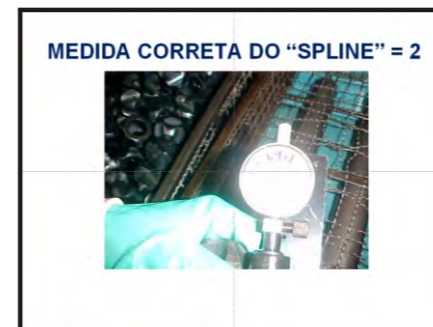 MEDIDA CORRETA DO “SPLINE” = 2